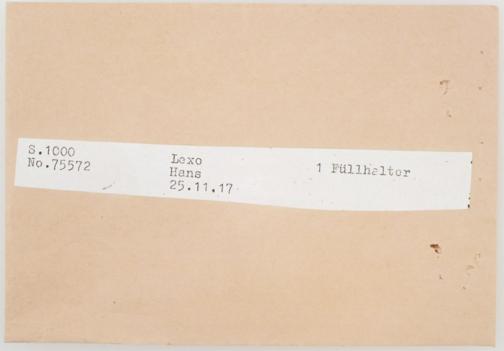 S.1000
No.75572
Lexo
Hans
25.11.17
1 Füllhalter